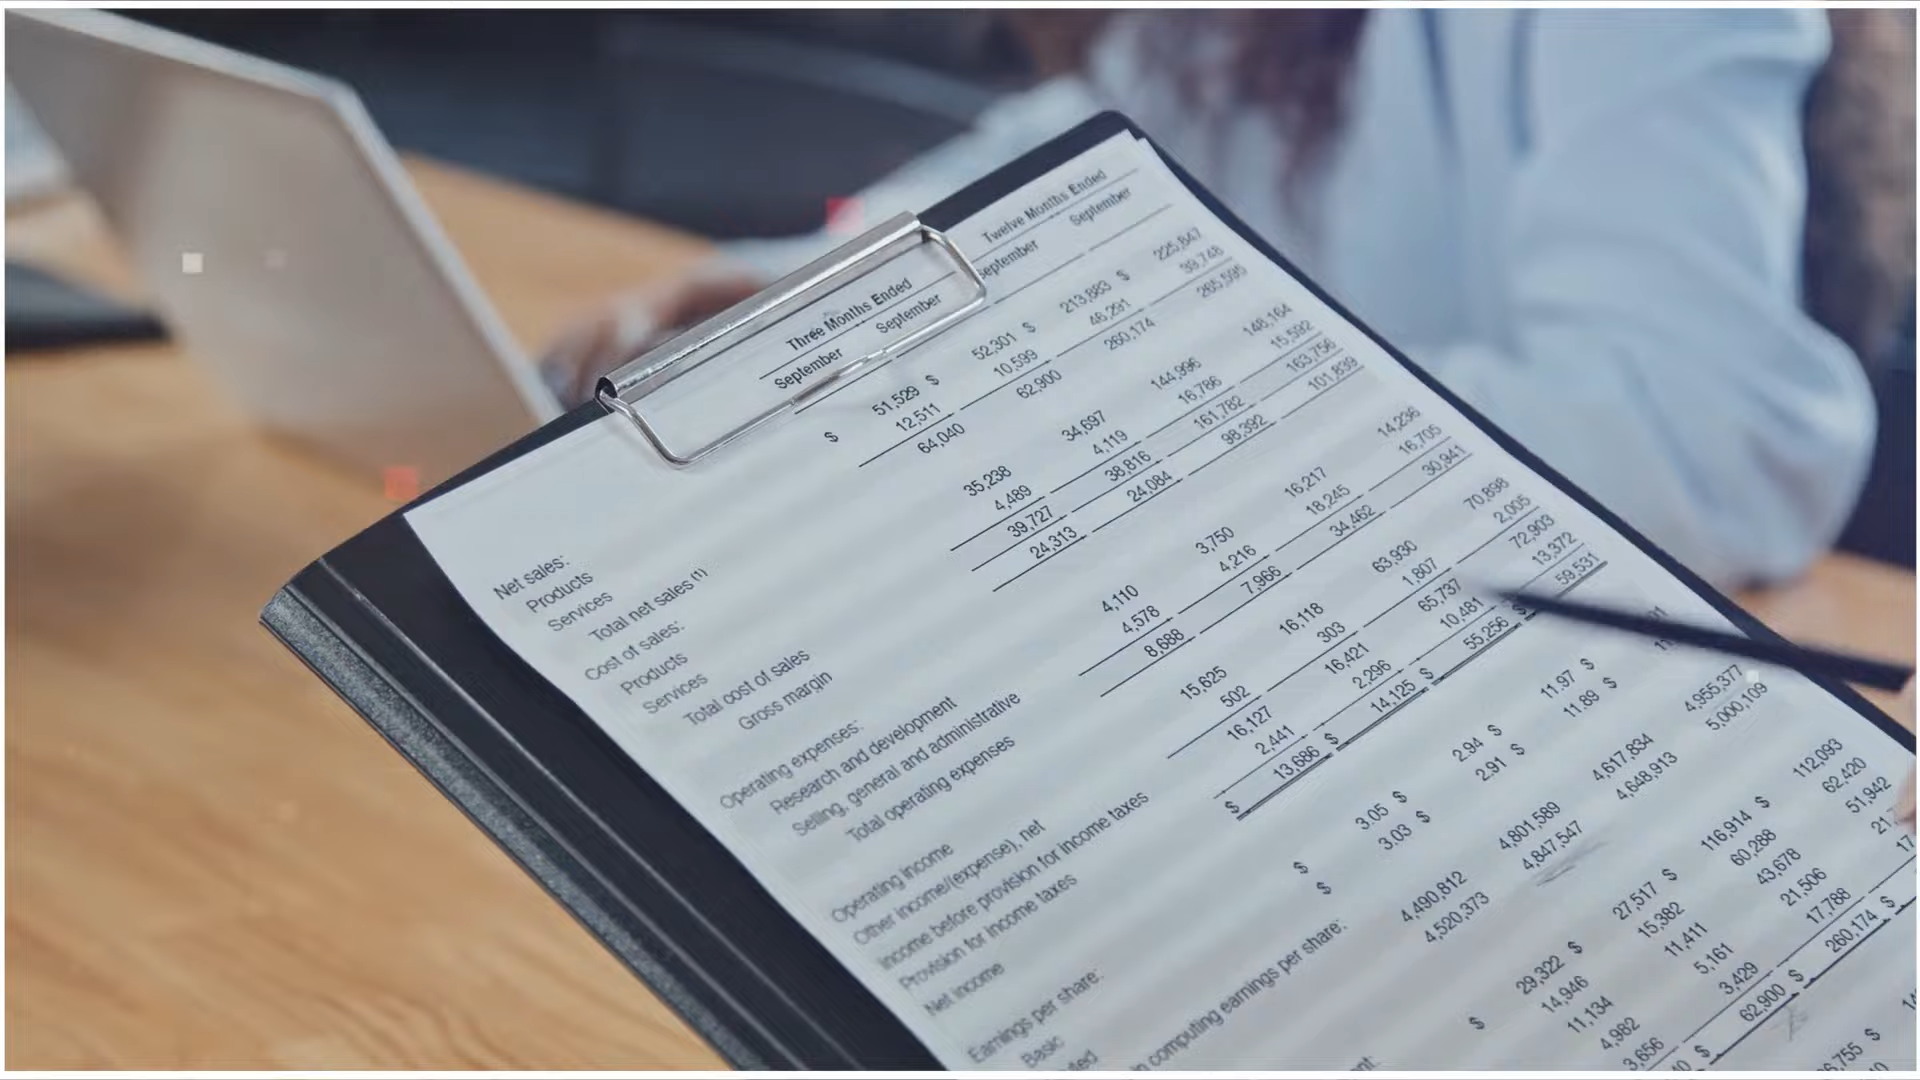 Three Months Ended Twelve Months Ended
September September September September
Net sales:
Products $ 51,529 $ 52,301 $ 213,883 $ 225,847
Services 12,511 10,599 46,291 39,748
Total net sales (1) 64,040 62,900 260,174 265,595
Cost of sales:
Products 35,238 34,697 144,996 148,164
Services 4,489 4,119 16,786 15,592
Total cost of sales 39,727 38,816 161,782 163,756
Gross margin 24,313 24,084 98,392 101,839
Operating expenses:
Research and development 4,110 3,750 16,217 14,236
Selling, general and administrative 4,578 4,216 18,245 16,705
Total operating expenses 8,688 7,966 34,462 30,941
Operating income 15,625 16,118 63,930 70,898
Other income/(expense), net 502 303 1,807 2,005
Income before provision for income taxes 16,127 16,421 65,737 72,903
Provision for income taxes 2,441 2,296 10,481 13,372
Net income $ 13,686 $ 14,125 $ 55,256 $ 59,531
Earnings per share:
Basic $ 3.05 $ 2.94 $ 11.97 $
$ 3.03 $ 2.91 $ 11.89 $
computing earnings per share:
4,490,812 4,801,589 4,617,834 4,955,377
4,520,373 4,847,547 4,648,913 5,000,109
$ 29,322 $ 27,517 $ 116,914 $ 112,093
14,946 15,382 60,288 62,420
11,134 11,411 43,678 51,942
4,982 5,161 21,506
3,656 3,429 17,788
$ 62,900 $ 260,174 $